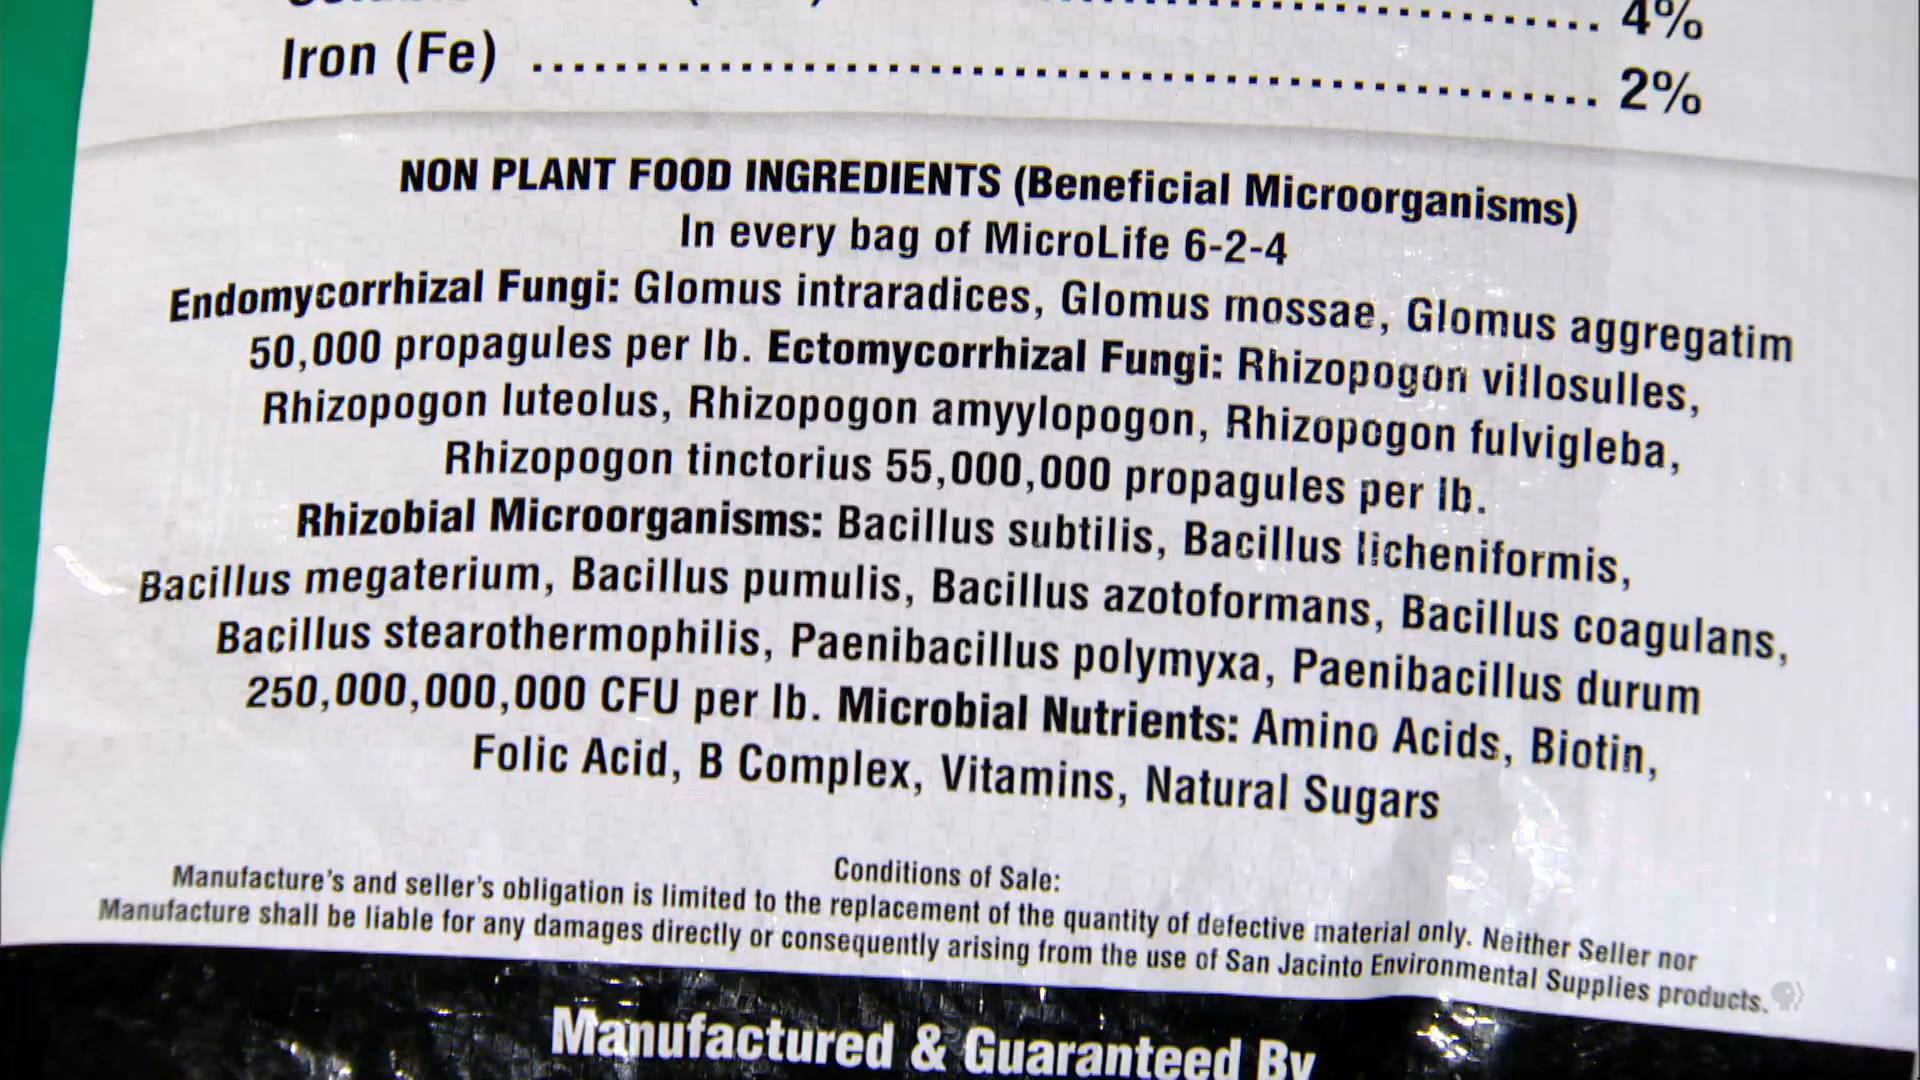 4%
Iron (Fe) ................................................ 2%
NON PLANT FOOD INGREDIENTS (Beneficial Microorganisms)
In every bag of MicroLife 6-2-4
Endomycorrhizal Fungi: Glomus intraradices, Glomus mossae, Glomus aggregatim
50,000 propagules per lb. Ectomycorrhizal Fungi: Rhizopogon villosulles,
Rhizopogon luteolus, Rhizopogon amyylopogon, Rhizopogon fulvigleba,
Rhizopogon tinctorius 55,000,000 propagules per lb.
Rhizobial Microorganisms: Bacillus subtilis, Bacillus licheniformis,
Bacillus megaterium, Bacillus pumulis, Bacillus azotoformans, Bacillus coagulans,
Bacillus stearothermophilis, Paenibacillus polymyxa, Paenibacillus durum
250,000,000,000 CFU per lb. Microbial Nutrients: Amino Acids, Biotin,
Folic Acid, B Complex, Vitamins, Natural Sugars
Conditions of Sale:
Manufacture's and seller's obligation is limited to the replacement of the quantity of defective material only. Neither Seller nor
Manufacture shall be liable for any damages directly or consequently arising from the use of San Jacinto Environmental Supplies products.
Manufactured & Guaranteed By